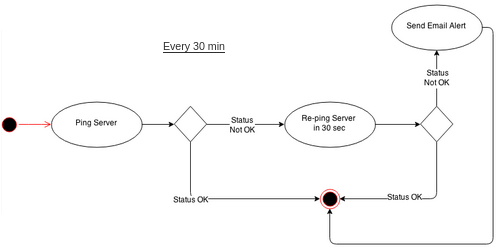 Send Email Alert
Every 30 min
Status
Not OK
Ping Server
Status
Not OK
Re-ping Server
in 30 sec
Status OK
Status OK